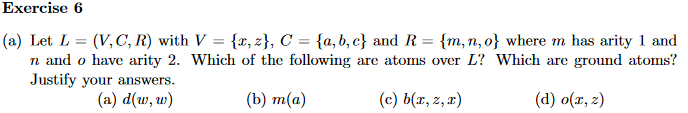 Exercise 6
(a) Let L = (V, C, R) with V = {x, z}, C = {a, b, c} and R = {m, n, o} where m has arity 1 and
n and o have arity 2. Which of the following are atoms over L? Which are ground atoms?
Justify your answers.
(a) d(w, w) (b) m(a) (c) b(x, z, x) (d) o(x, z)